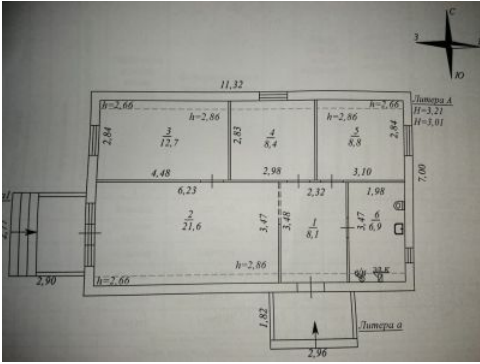 С
З
Ю
11,32
Литера А
Н=3,21
Н=3,01
h=2,66
h=2,86
2,84
3
12,7
4,48
2,83
4
8,4
2,98
h=2,66
h=2,86
5
8,8
2,84
3,10
7,00
6,23
2
21,6
3,47
h=2,86
h=2,66
2,32
3,48
1
8,1
1,98
3,47
6
6,9
2,90
1,82
2,96
Литера а